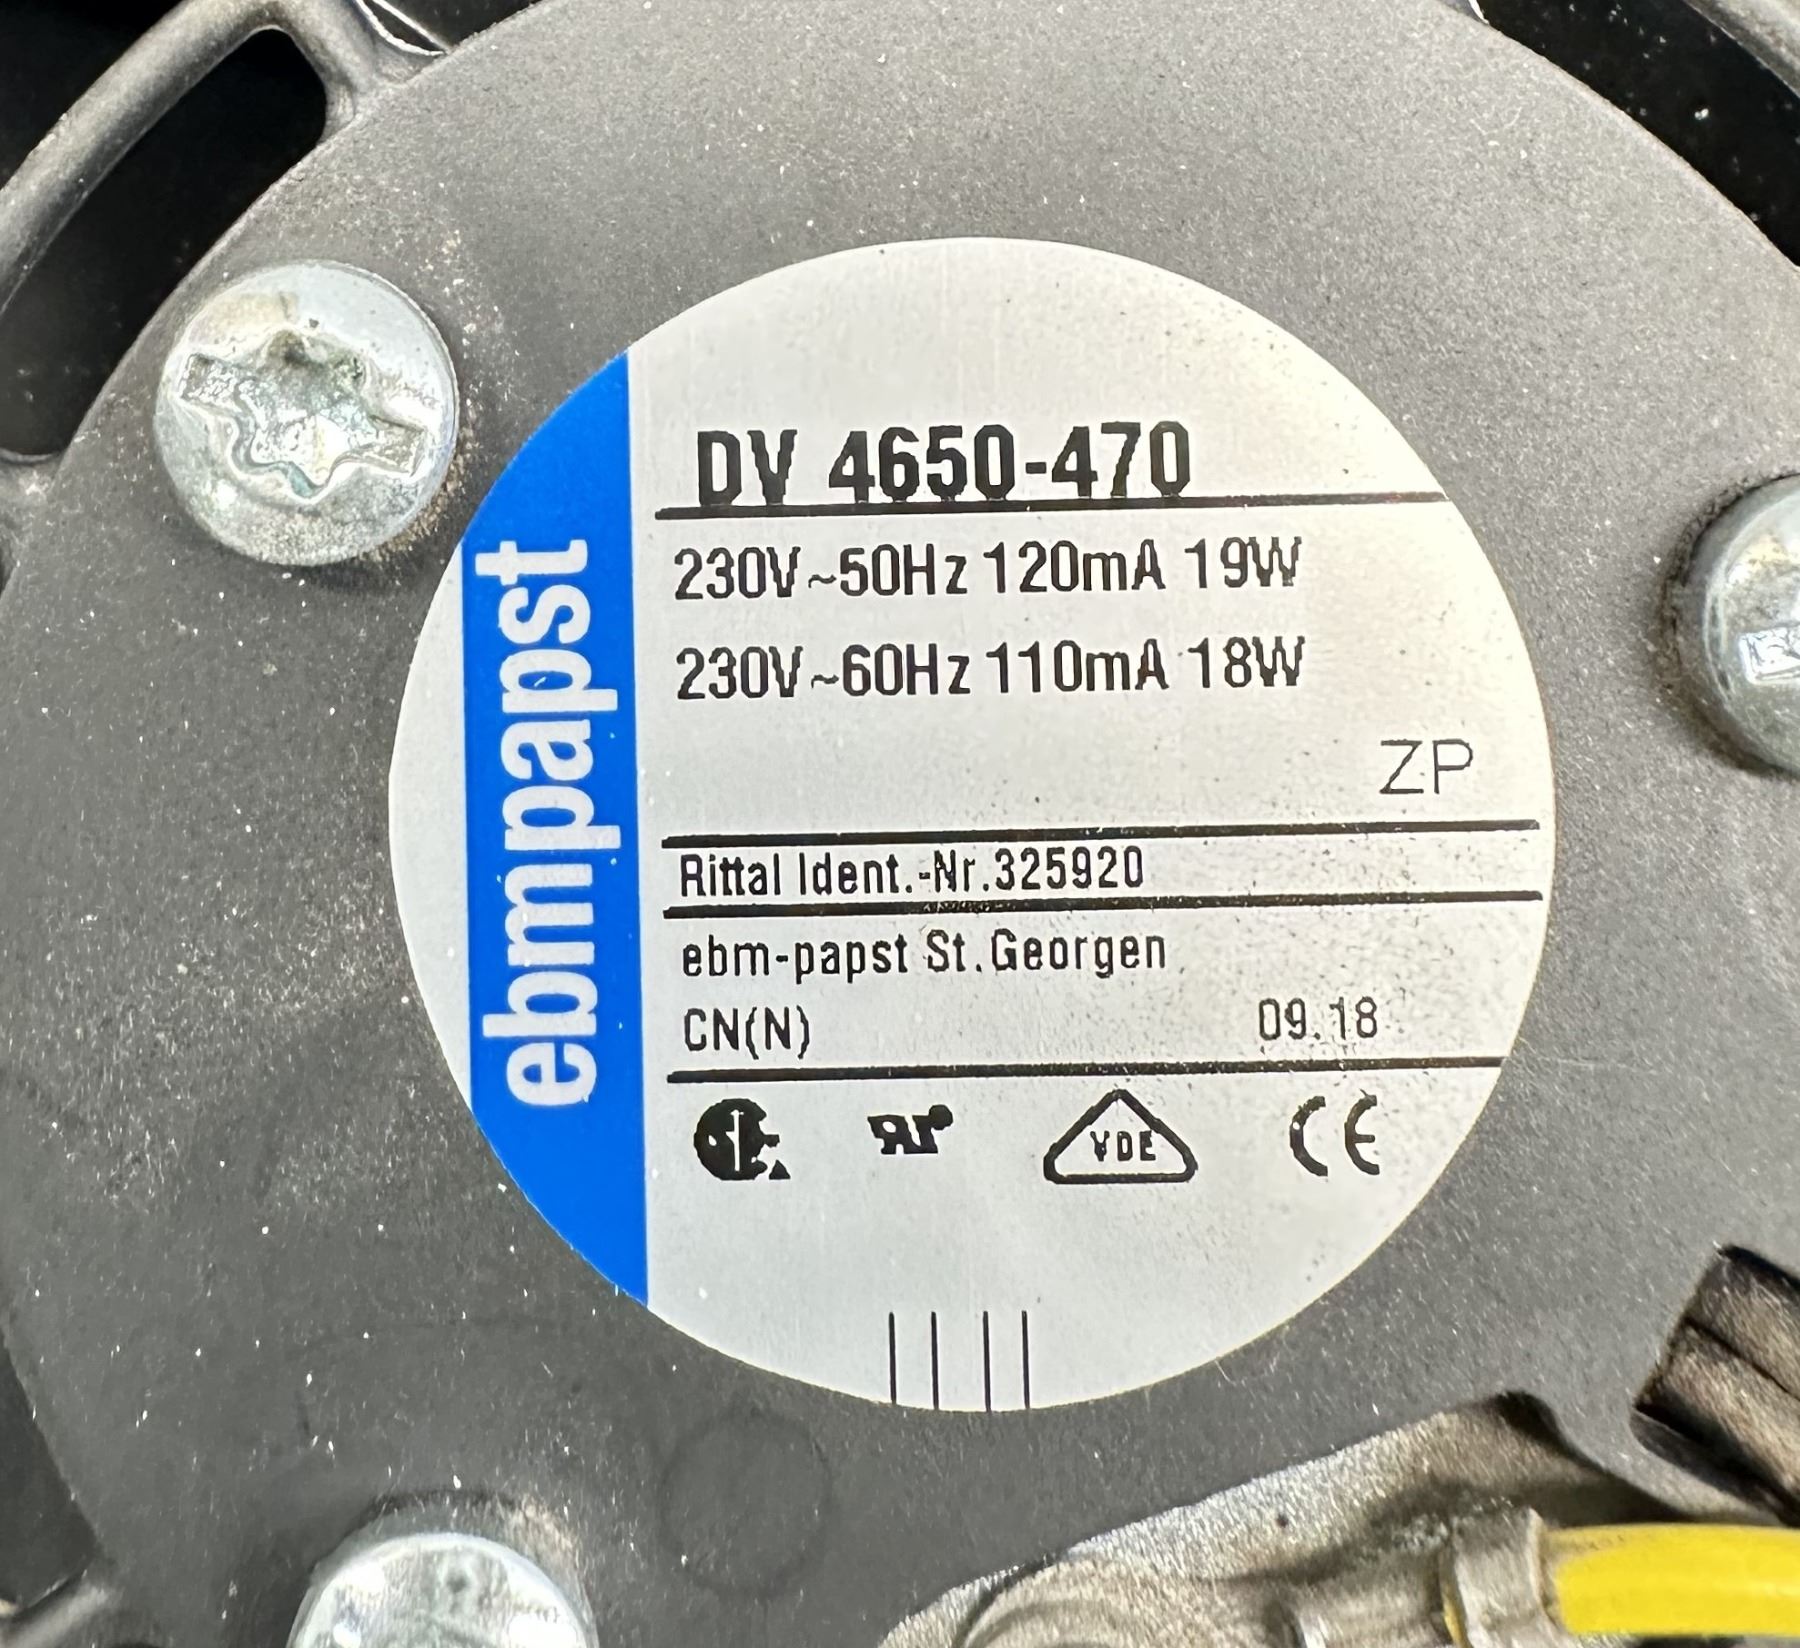 ebmpapst
DV 4650-470
230V~50Hz 120mA 19W
230V~60Hz 110mA 18W
ZP
Rittal Ident.-Nr.325920
ebm-papst St.Georgen
CN(N) 09.18
VDE CE